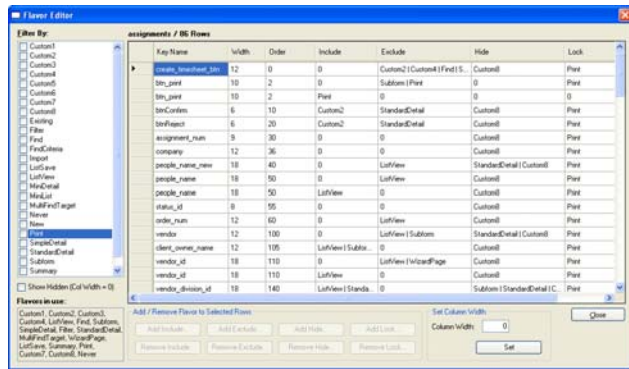 Flavor Editor
Filter By:
Custom1
Custom2
Custom3
Custom4
Custom5
Custom6
Custom7
Custom8
Existing
Filter
Find
FindCriteria
Import
ListSave
ListView
MiniDetail
MiniList
MultiFindTarget
Never
New
Print
SimpleDetail
StandardDetail
Subform
Summary
Show Hidden (Col Width = 0)
Flavors in use:
Custom1, Custom2, Custom3,
Custom4, ListView, Find, Subform,
SimpleDetail, Filter, StandardDetail,
MultiFindTarget, WizardPage,
ListSave, Summary, Print,
Custom7, Custom8, Never
assignments / 86 Rows
Key Name Width Order Include Exclude Hide Lock
create_timesheet_btn 12 0 0 Custom2 | Custom4 | Find | S... Custom8 Print
btn_print 10 2 0 Subform | Print 0 Print
btn_print 10 2 Print 0 0 0
btnConfirm 6 10 Custom2 StandardDetail Custom8 Print
btnReject 6 20 Custom2 StandardDetail Custom8 Print
assignment_num 9 30 0 0 Custom8 Print
company 12 36 0 0 Custom8 Print
people_name_new 18 40 0 ListView StandardDetail | Custom8 Print
people_name 18 50 0 ListView Custom8 Print
people_name 18 50 ListView 0 Custom8 Print
status_id 8 55 0 0 Custom8 Print
order_num 12 60 0 ListView Custom8 Print
vendor 12 100 0 ListView | Subform StandardDetail | Custom8 Print
client_owner_name 12 105 ListView | Subfor... 0 Custom8 Print
vendor_id 18 110 0 ListView | WizardPage Custom8 Print
vendor_id 18 110 ListView 0 Custom8 Print
vendor_division_id 18 140 ListView | Standa... 0 Subform | StandardDetail | C... Print
Add / Remove Flavor to Selected Rows
Add Include... Add Exclude... Add Hide... Add Lock...
Remove Include... Remove Exclude... Remove Hide... Remove Lock...
Set Column Width
Column Width: 0
Set
Close